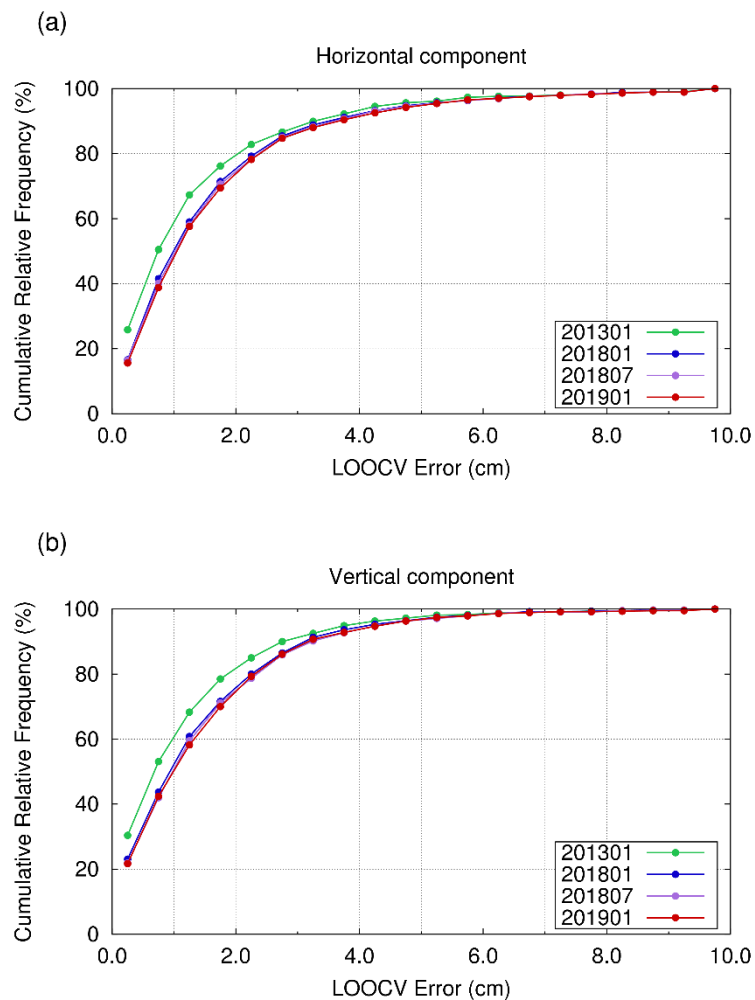 (a)
Horizontal component
Cumulative Relative Frequency (%)
100
80
60
40
20
0
0.0 2.0 4.0 6.0 8.0 10.0
LOOCV Error (cm)
201301
201801
201807
201901
(b)
Vertical component
Cumulative Relative Frequency (%)
100
80
60
40
20
0
0.0 2.0 4.0 6.0 8.0 10.0
LOOCV Error (cm)
201301
201801
201807
201901